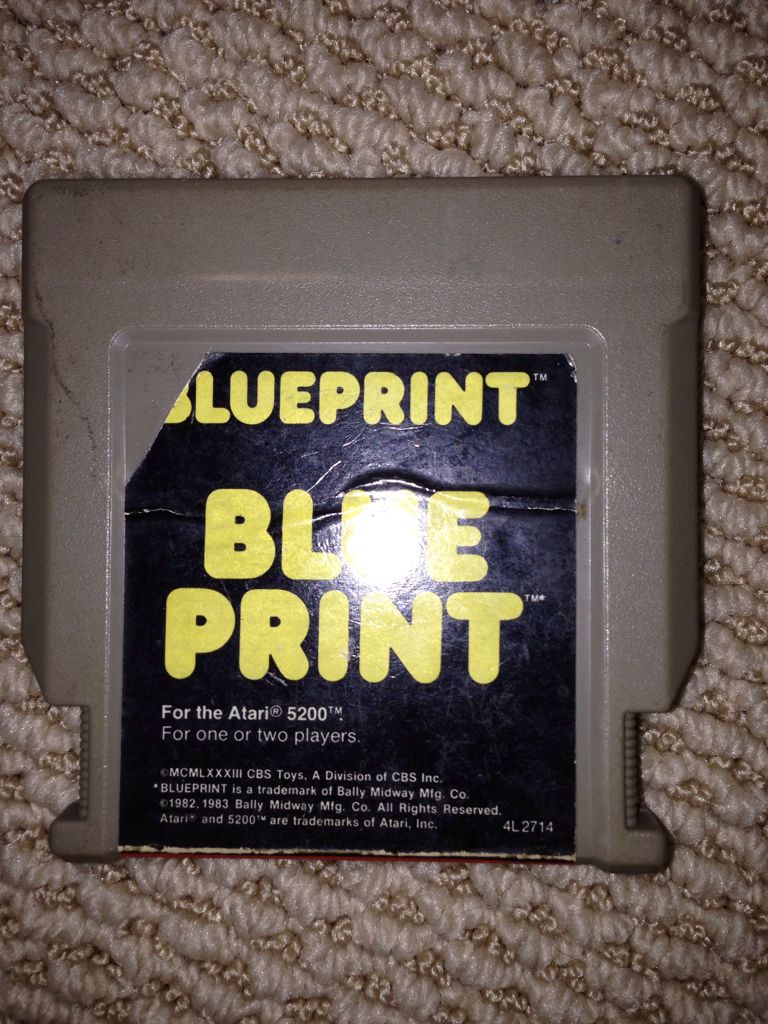 BLUEPRINT™
BLUE
PRINT™*
For the Atari® 5200™.
For one or two players.
©MCMLXXXIII CBS Toys, A Division of CBS Inc.
*BLUEPRINT is a trademark of Bally Midway Mfg. Co.
©1982, 1983 Bally Midway Mfg. Co. All Rights Reserved.
Atari® and 5200™ are trademarks of Atari, Inc.
4L2714